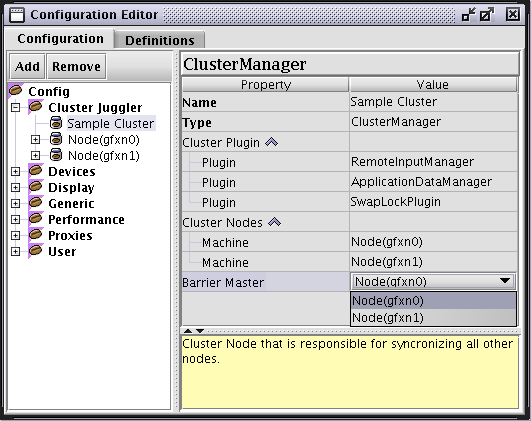 Configuration Editor
Configuration
Definitions
Add
Remove
Config
Cluster Juggler
Sample Cluster
Node(gfxn0)
Node(gfxn1)
Devices
Display
Generic
Performance
Proxies
User
ClusterManager
Property Value
Name Sample Cluster
Type ClusterManager
Cluster Plugin
Plugin RemoteInputManager
Plugin ApplicationDataManager
Plugin SwapLockPlugin
Cluster Nodes
Machine Node(gfxn0)
Machine Node(gfxn1)
Barrier Master Node(gfxn0)
Node(gfxn0)
Node(gfxn1)
Cluster Node that is responsible for syncronizing all other
nodes.